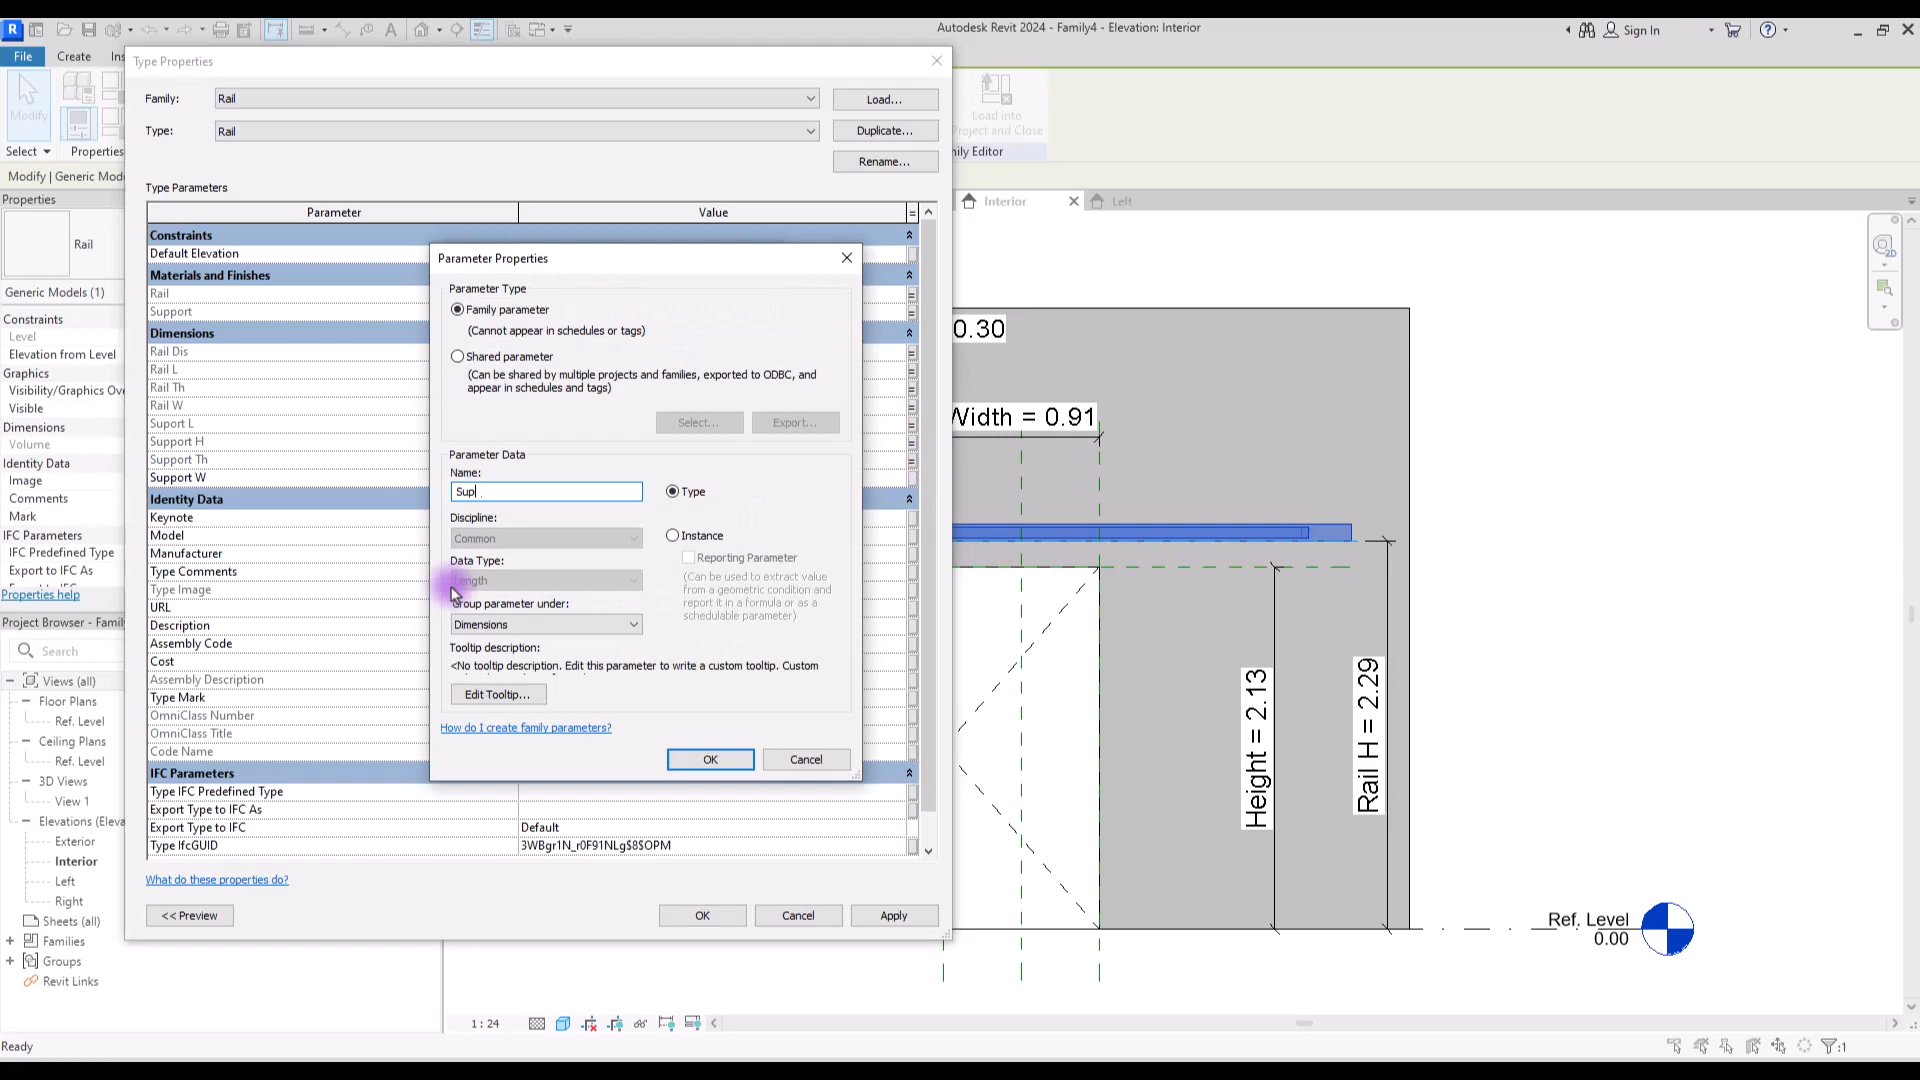 Autodesk Revit 2024 - Family4 - Elevation: Interior
Sign In
File
Create
Ins
Modify
Select
Properties
Load into
Project and Close
ily Editor
Modify | Generic Mod
Properties
Rail
Generic Models (1)
Constraints
Level
Elevation from Level
Graphics
Visibility/Graphics Ov
Visible
Dimensions
Volume
Identity Data
Image
Comments
Mark
IFC Parameters
IFC Predefined Type
Export to IFC As
Properties help
Project Browser - Family
Search
Views (all)
Floor Plans
Ref. Level
Ceiling Plans
Ref. Level
3D Views
View 1
Elevations (Eleva
Exterior
Interior
Left
Right
Sheets (all)
Families
Groups
Revit Links
Ready
Type Properties
Family:
Rail
Load...
Type:
Rail
Duplicate...
Rename...
Type Parameters
Parameter
Value
=
Constraints
Default Elevation
Materials and Finishes
Rail
Support
Dimensions
Rail Dis
Rail L
Rail Th
Rail W
Suport L
Support H
Support Th
Support W
Identity Data
Keynote
Model
Manufacturer
Type Comments
Type Image
URL
Description
Assembly Code
Cost
Assembly Description
Type Mark
OmniClass Number
OmniClass Title
Code Name
IFC Parameters
Type IFC Predefined Type
Export Type to IFC As
Export Type to IFC
Default
Type IfcGUID
3WBgr1N_r0F91NLg$8$OPM
What do these properties do?
<< Preview
OK
Cancel
Apply
Parameter Properties
Parameter Type
Family parameter
(Cannot appear in schedules or tags)
Shared parameter
(Can be shared by multiple projects and families, exported to ODBC, and
appear in schedules and tags)
Select...
Export...
Parameter Data
Name:
Sup
Type
Discipline:
Common
Instance
Data Type:
Length
Reporting Parameter
(Can be used to extract value
from a geometric condition and
report it in a formula or as a
schedulable parameter)
Group parameter under:
Dimensions
Tooltip description:
<No tooltip description. Edit this parameter to write a custom tooltip. Custom
Edit Tooltip...
How do I create family parameters?
OK
Cancel
Interior
Left
0.30
Width = 0.91
Height = 2.13
Rail H = 2.29
Ref. Level
0.00
2D
1 : 24
:1